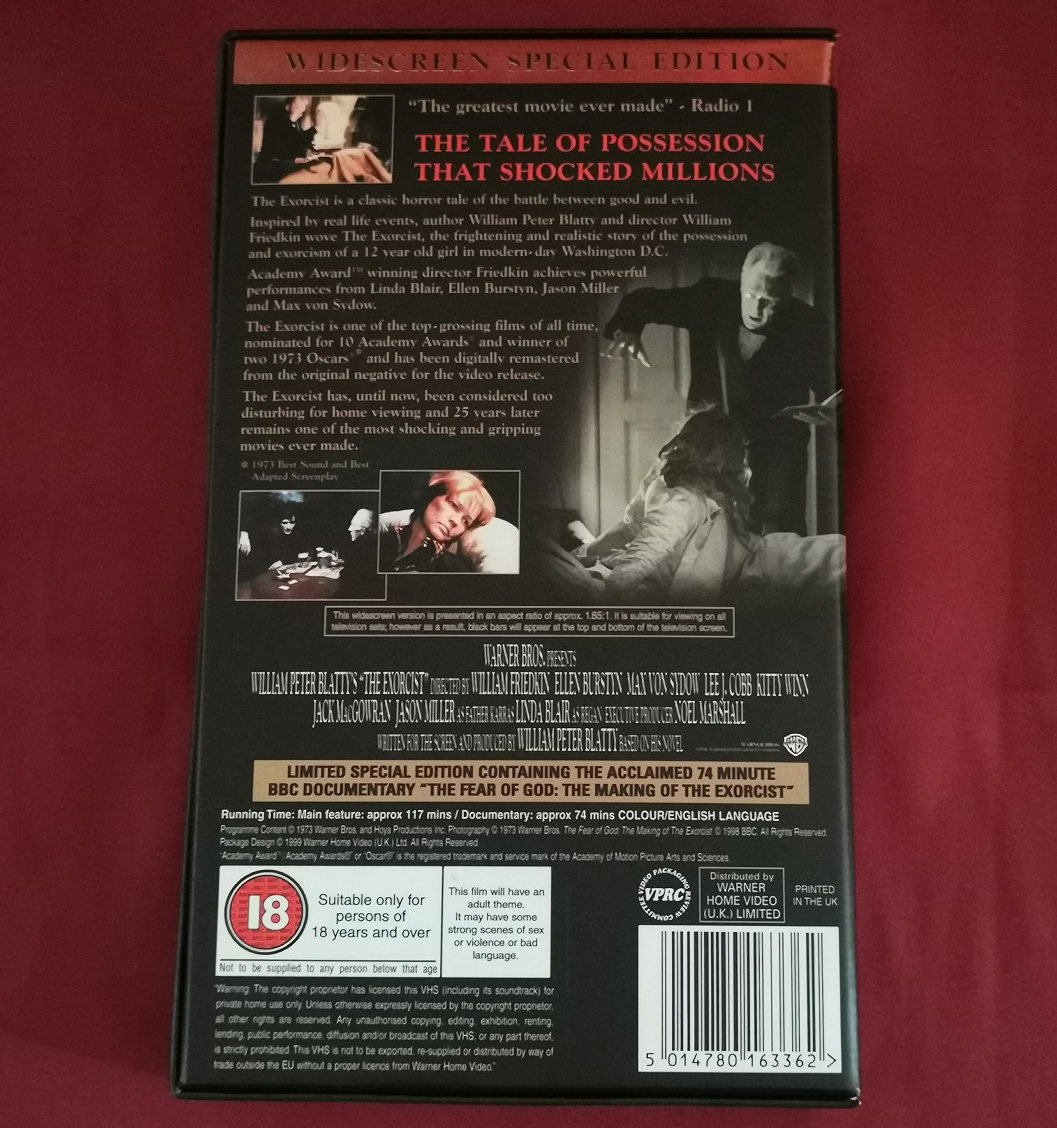 WIDESCREEN SPECIAL EDITION
"The greatest movie ever made" - Radio 1
THE TALE OF POSSESSION
THAT SHOCKED MILLIONS
The Exorcist is a classic horror tale of the battle between good and evil.
Inspired by real life events, author William Peter Blatty and director William
Friedkin wove The Exorcist, the frightening and realistic story of the possession
and exorcism of a 12 year old girl in modern-day Washington D.C.
Academy Award™ winning director Friedkin achieves powerful
performances from Linda Blair, Ellen Burstyn, Jason Miller
and Max von Sydow.
The Exorcist is one of the top-grossing films of all time,
nominated for 10 Academy Awards® and winner of
two 1973 Oscars®* and has been digitally remastered
from the original negative for the video release.
The Exorcist has, until now, been considered too
disturbing for home viewing and 25 years later
remains one of the most shocking and gripping
movies ever made.
* 1973 Best Sound and Best
Adapted Screenplay
This widescreen version is presented in an aspect ratio of approx. 1.85:1. It is suitable for viewing on all
television sets; however as a result, black bars will appear at the top and bottom of the television screen.
WARNER BROS. PRESENTS
WILLIAM PETER BLATTY'S "THE EXORCIST" DIRECTED BY WILLIAM FRIEDKIN ELLEN BURSTYN MAX VON SYDOW LEE J. COBB KITTY WINN
JACK MACGOWRAN JASON MILLER AS FATHER KARRAS LINDA BLAIR AS REGAN EXECUTIVE PRODUCER NOEL MARSHALL
WRITTEN FOR THE SCREEN AND PRODUCED BY WILLIAM PETER BLATTY BASED ON HIS NOVEL
WARNER BROS.
WB
LIMITED SPECIAL EDITION CONTAINING THE ACCLAIMED 74 MINUTE
BBC DOCUMENTARY "THE FEAR OF GOD: THE MAKING OF THE EXORCIST"
Running Time: Main feature: approx 117 mins / Documentary: approx 74 mins COLOUR/ENGLISH LANGUAGE
Programme Content © 1973 Warner Bros. and Hoya Productions Inc. Photography © 1973 Warner Bros. The Fear of God: The Making of The Exorcist © 1998 BBC. All Rights Reserved.
Package Design © 1999 Warner Home Video (U.K.) Ltd. All Rights Reserved.
"Academy Award™/Academy Awards®" or "Oscar®" is the registered trademark and service mark of the Academy of Motion Picture Arts and Sciences.
18
Suitable only for
persons of
18 years and over
Not to be supplied to any person below that age
This film will have an
adult theme.
It may have some
strong scenes of sex
or violence or bad
language.
VIDEO PACKAGING REVIEW COMMITTEE
VPRC
Distributed by
WARNER
HOME VIDEO
(U.K.) LIMITED
PRINTED
IN THE UK
"Warning: The copyright proprietor has licensed this VHS (including its soundtrack) for
private home use only. Unless otherwise expressly licensed by the copyright proprietor,
all other rights are reserved. Any unauthorised copying, editing, exhibition, renting,
lending, public performance, diffusion and/or broadcast of this VHS, or any part thereof,
is strictly prohibited. This VHS is not to be exported, re-supplied or distributed by way of
trade outside the EU without a proper licence from Warner Home Video."
5 014780 163362 >